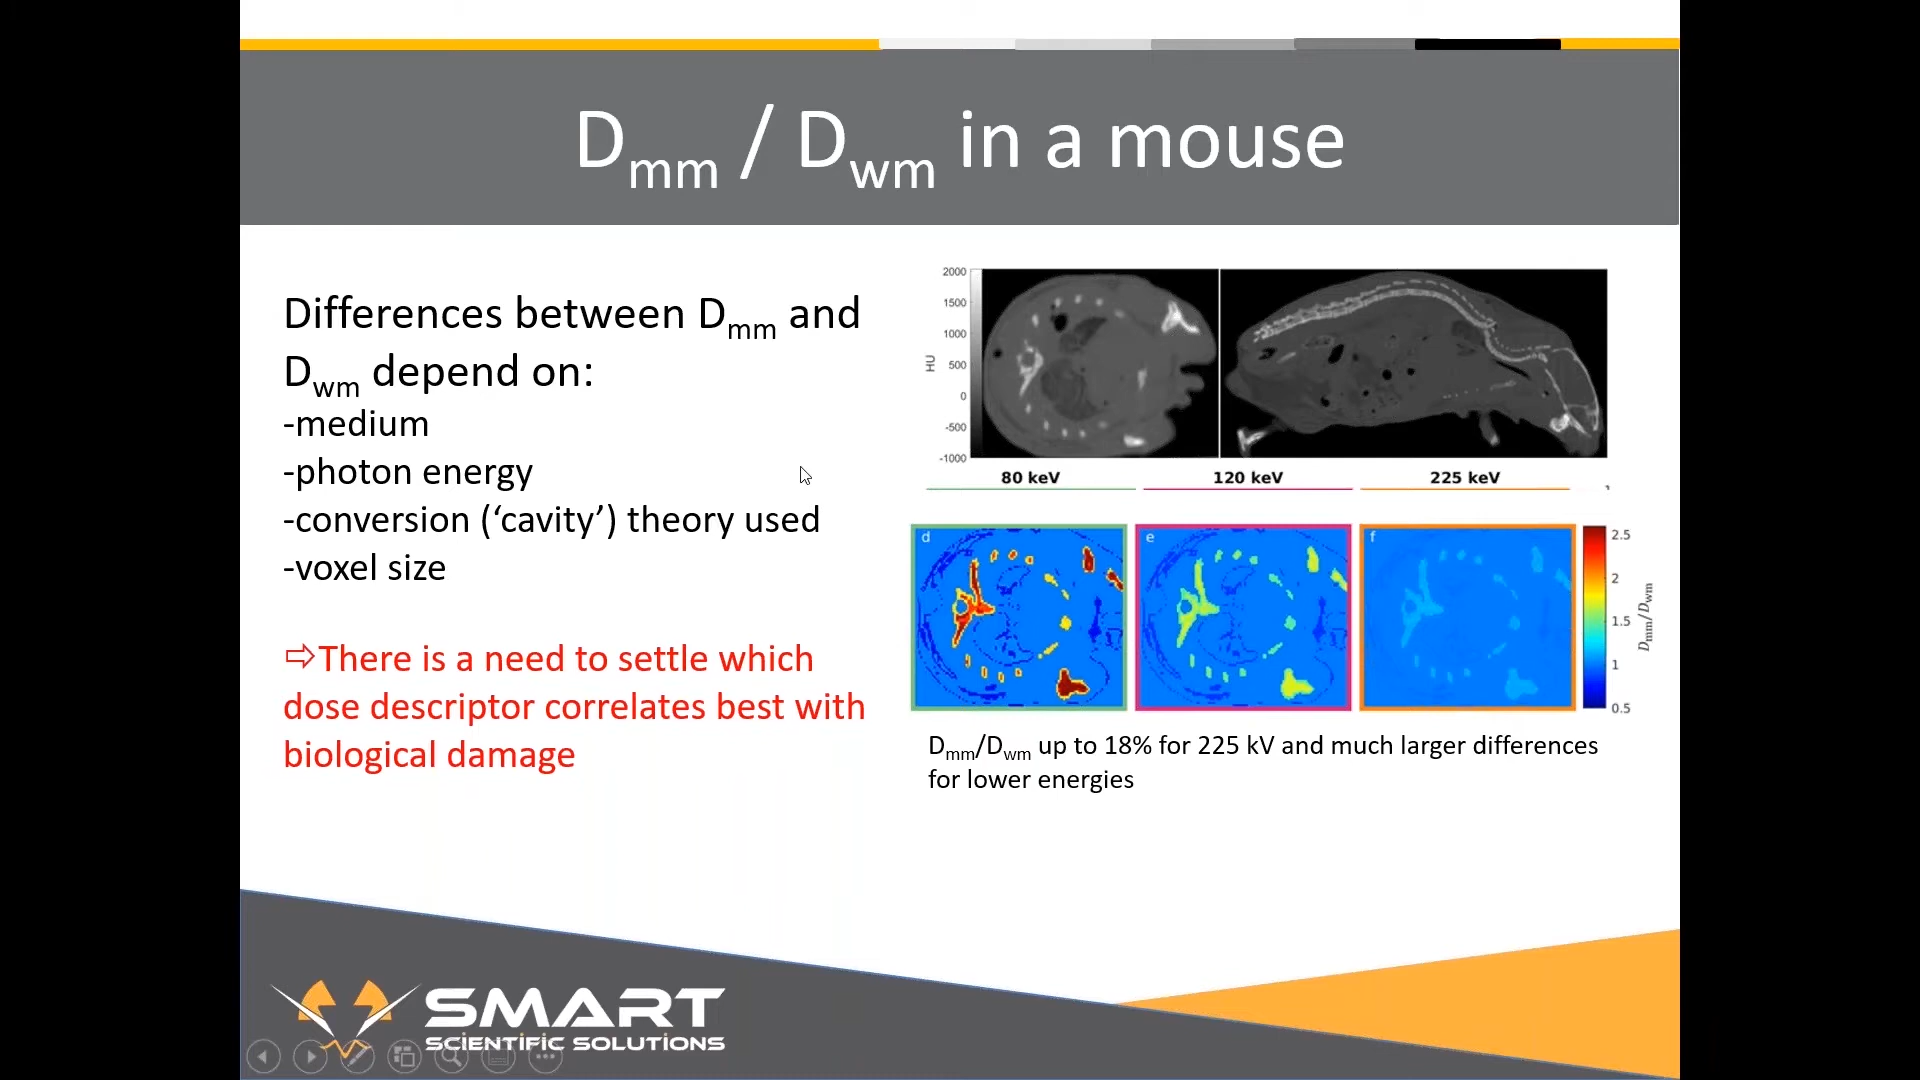 Dmm / Dwm in a mouse
Differences between Dmm and
Dwm depend on:
-medium
-photon energy
-conversion (‘cavity’) theory used
-voxel size
⇨There is a need to settle which
dose descriptor correlates best with
biological damage
2000
1500
1000
500
0
-500
-1000
HU
80 keV
120 keV
225 keV
d
e
f
2.5
2
1.5
1
0.5
Dmm/Dwm
Dmm/Dwm up to 18% for 225 kV and much larger differences
for lower energies
SMART
SCIENTIFIC SOLUTIONS